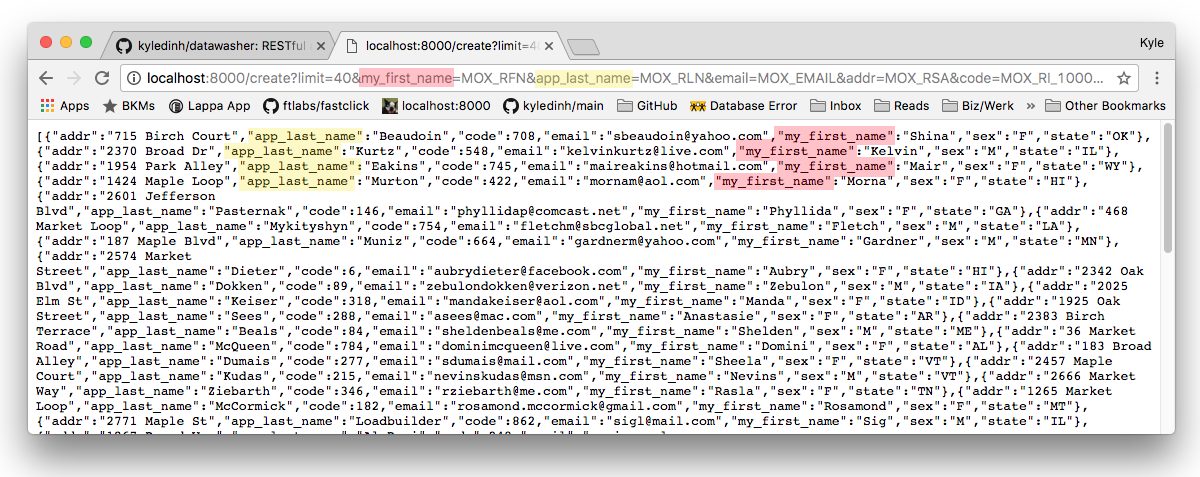 kyledinh/datawasher: RESTful
localhost:8000/create?limit=4
Kyle
localhost:8000/create?limit=40&my_first_name=MOX_RFN&app_last_name=MOX_RLN&email=MOX_EMAIL&addr=MOX_RSA&code=MOX_RI_1000...
Apps BKMs Lappa App ftlabs/fastclick localhost:8000 kyledinh/main GitHub Database Error Inbox Reads Biz/Werk » Other Bookmarks
[{"addr":"715 Birch Court","app_last_name":"Beaudoin","code":708,"email":"sbeaudoin@yahoo.com","my_first_name":"Shina","sex":"F","state":"OK"},
{"addr":"2370 Broad Dr","app_last_name":"Kurtz","code":548,"email":"kelvinkurtz@live.com","my_first_name":"Kelvin","sex":"M","state":"IL"},
{"addr":"1954 Park Alley","app_last_name":"Eakins","code":745,"email":"maireakins@hotmail.com","my_first_name":"Mair","sex":"F","state":"WY"},
{"addr":"1424 Maple Loop","app_last_name":"Murton","code":422,"email":"mornam@aol.com","my_first_name":"Morna","sex":"F","state":"HI"},
{"addr":"2601 Jefferson
Blvd","app_last_name":"Pasternak","code":146,"email":"phyllidap@comcast.net","my_first_name":"Phyllida","sex":"F","state":"GA"},{"addr":"468
Market Loop","app_last_name":"Mykityshyn","code":754,"email":"fletchm@sbcglobal.net","my_first_name":"Fletch","sex":"M","state":"LA"},
{"addr":"187 Maple Blvd","app_last_name":"Muniz","code":664,"email":"gardnerm@yahoo.com","my_first_name":"Gardner","sex":"M","state":"MN"},
{"addr":"2574 Market
Street","app_last_name":"Dieter","code":6,"email":"aubrydieter@facebook.com","my_first_name":"Aubry","sex":"F","state":"HI"},{"addr":"2342 Oak
Blvd","app_last_name":"Dokken","code":89,"email":"zebulondokken@verizon.net","my_first_name":"Zebulon","sex":"M","state":"IA"},{"addr":"2025
Elm St","app_last_name":"Keiser","code":318,"email":"mandakeiser@aol.com","my_first_name":"Manda","sex":"F","state":"ID"},{"addr":"1925 Oak
Street","app_last_name":"Sees","code":288,"email":"asees@mac.com","my_first_name":"Anastasie","sex":"F","state":"AR"},{"addr":"2383 Birch
Terrace","app_last_name":"Beals","code":84,"email":"sheldenbeals@me.com","my_first_name":"Shelden","sex":"M","state":"ME"},{"addr":"36 Market
Road","app_last_name":"McQueen","code":784,"email":"dominimcqueen@live.com","my_first_name":"Domini","sex":"F","state":"AL"},{"addr":"183 Broad
Alley","app_last_name":"Dumais","code":277,"email":"sdumais@mail.com","my_first_name":"Sheela","sex":"F","state":"VT"},{"addr":"2457 Maple
Court","app_last_name":"Kudas","code":215,"email":"nevinskudas@msn.com","my_first_name":"Nevins","sex":"M","state":"VT"},{"addr":"2666 Market
Way","app_last_name":"Ziebarth","code":346,"email":"rziebarth@me.com","my_first_name":"Rasla","sex":"F","state":"TN"},{"addr":"1265 Market
Loop","app_last_name":"McCormick","code":182,"email":"rosamond.mccormick@gmail.com","my_first_name":"Rosamond","sex":"F","state":"MT"},
{"addr":"2771 Maple St","app_last_name":"Loadbuilder","code":862,"email":"sigl@mail.com","my_first_name":"Sig","sex":"M","state":"IL"},